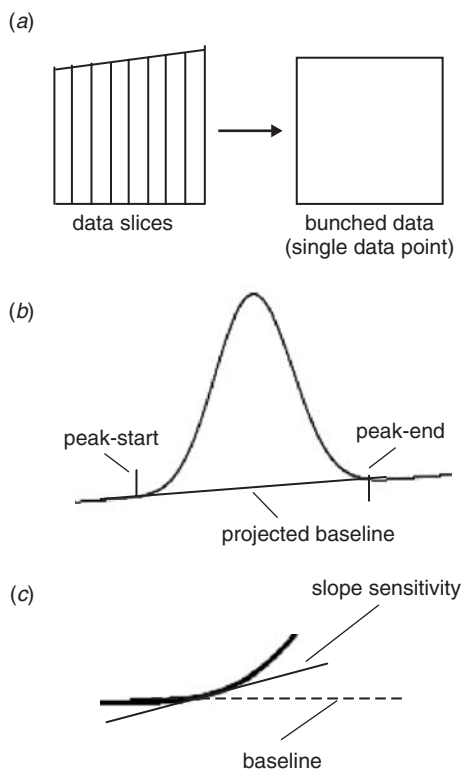 (a)
data slices
bunched data
(single data point)
(b)
peak-start
peak-end
projected baseline
(c)
slope sensitivity
baseline